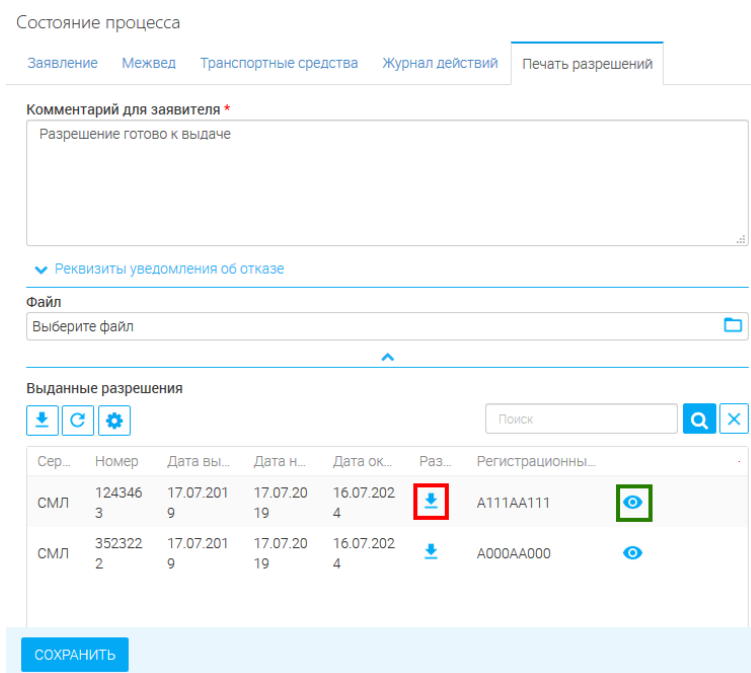 Состояние процесса
Заявление Межвед Транспортные средства Журнал действий Печать разрешений
Комментарий для заявителя *
Разрешение готово к выдаче
Реквизиты уведомления об отказе
Файл
Выберите файл
Выданные разрешения
Поиск
Сер... Номер Дата вы... Дата н... Дата ок... Раз... Регистрационны...
СМЛ 124346 17.07.201 17.07.20 16.07.202 А111АА111
3 9 19 4
СМЛ 352322 17.07.201 17.07.20 16.07.202 А000АА000
2 9 19 4
СОХРАНИТЬ